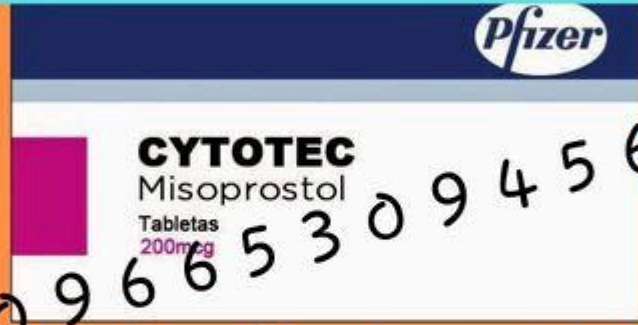 Pfizer
CYTOTEC
Misoprostol
Tabletas
200mcg
966530945